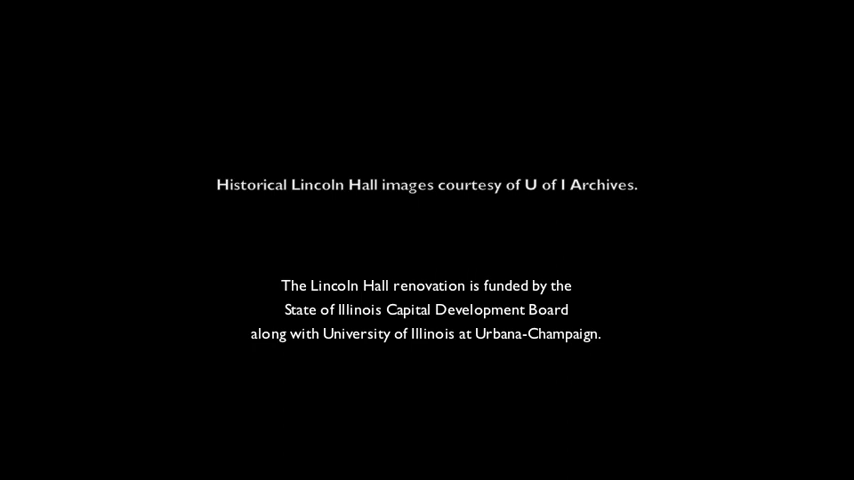 Historical Lincoln Hall images courtesy of U of I Archives.
The Lincoln Hall renovation is funded by the
State of Illinois Capital Development Board
along with University of Illinois at Urbana-Champaign.